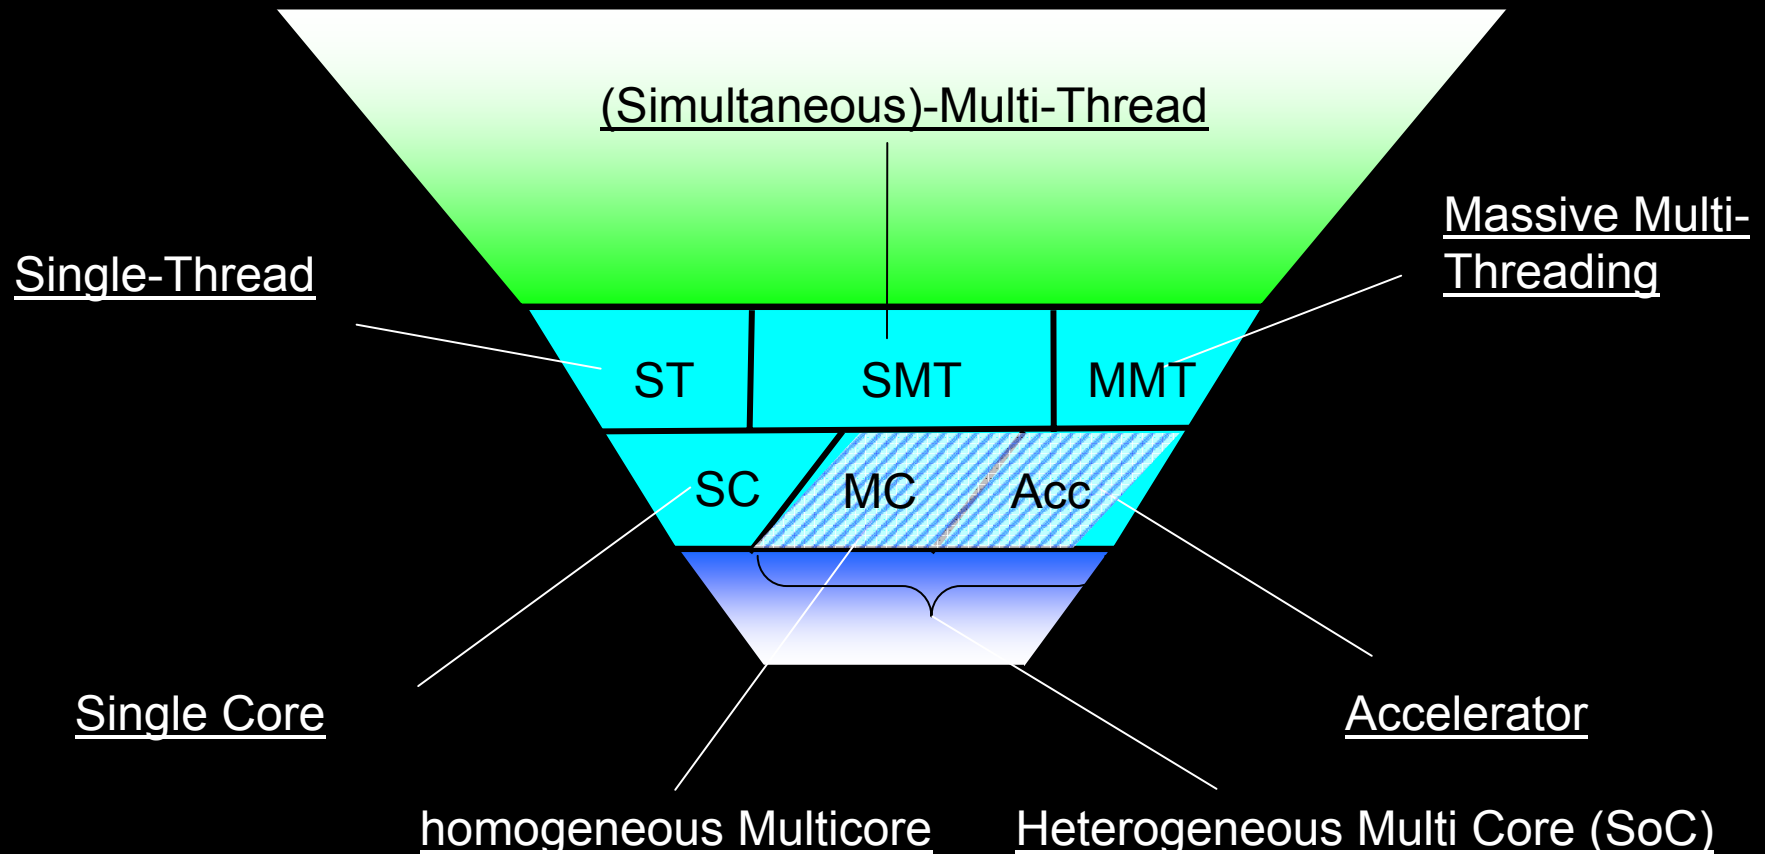 (Simultaneous)-Multi-Thread
Massive Multi-
Threading
Single-Thread
ST
SMT
MMT
SC
MC
Acc
Single Core
Accelerator
homogeneous Multicore
Heterogeneous Multi Core (SoC)